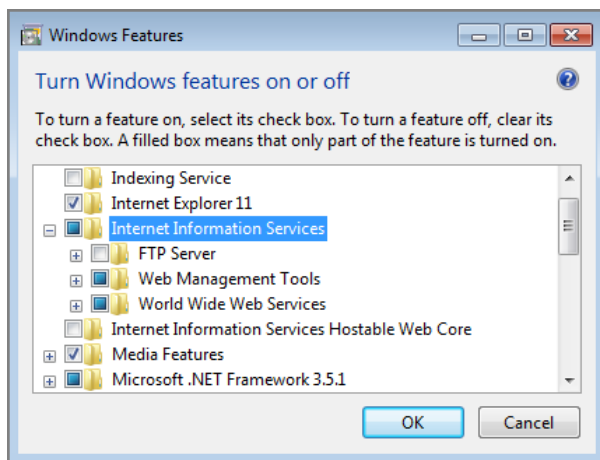 Windows Features
Turn Windows features on or off
To turn a feature on, select its check box. To turn a feature off, clear its
check box. A filled box means that only part of the feature is turned on.
Indexing Service
Internet Explorer 11
Internet Information Services
FTP Server
Web Management Tools
World Wide Web Services
Internet Information Services Hostable Web Core
Media Features
Microsoft .NET Framework 3.5.1
OK Cancel